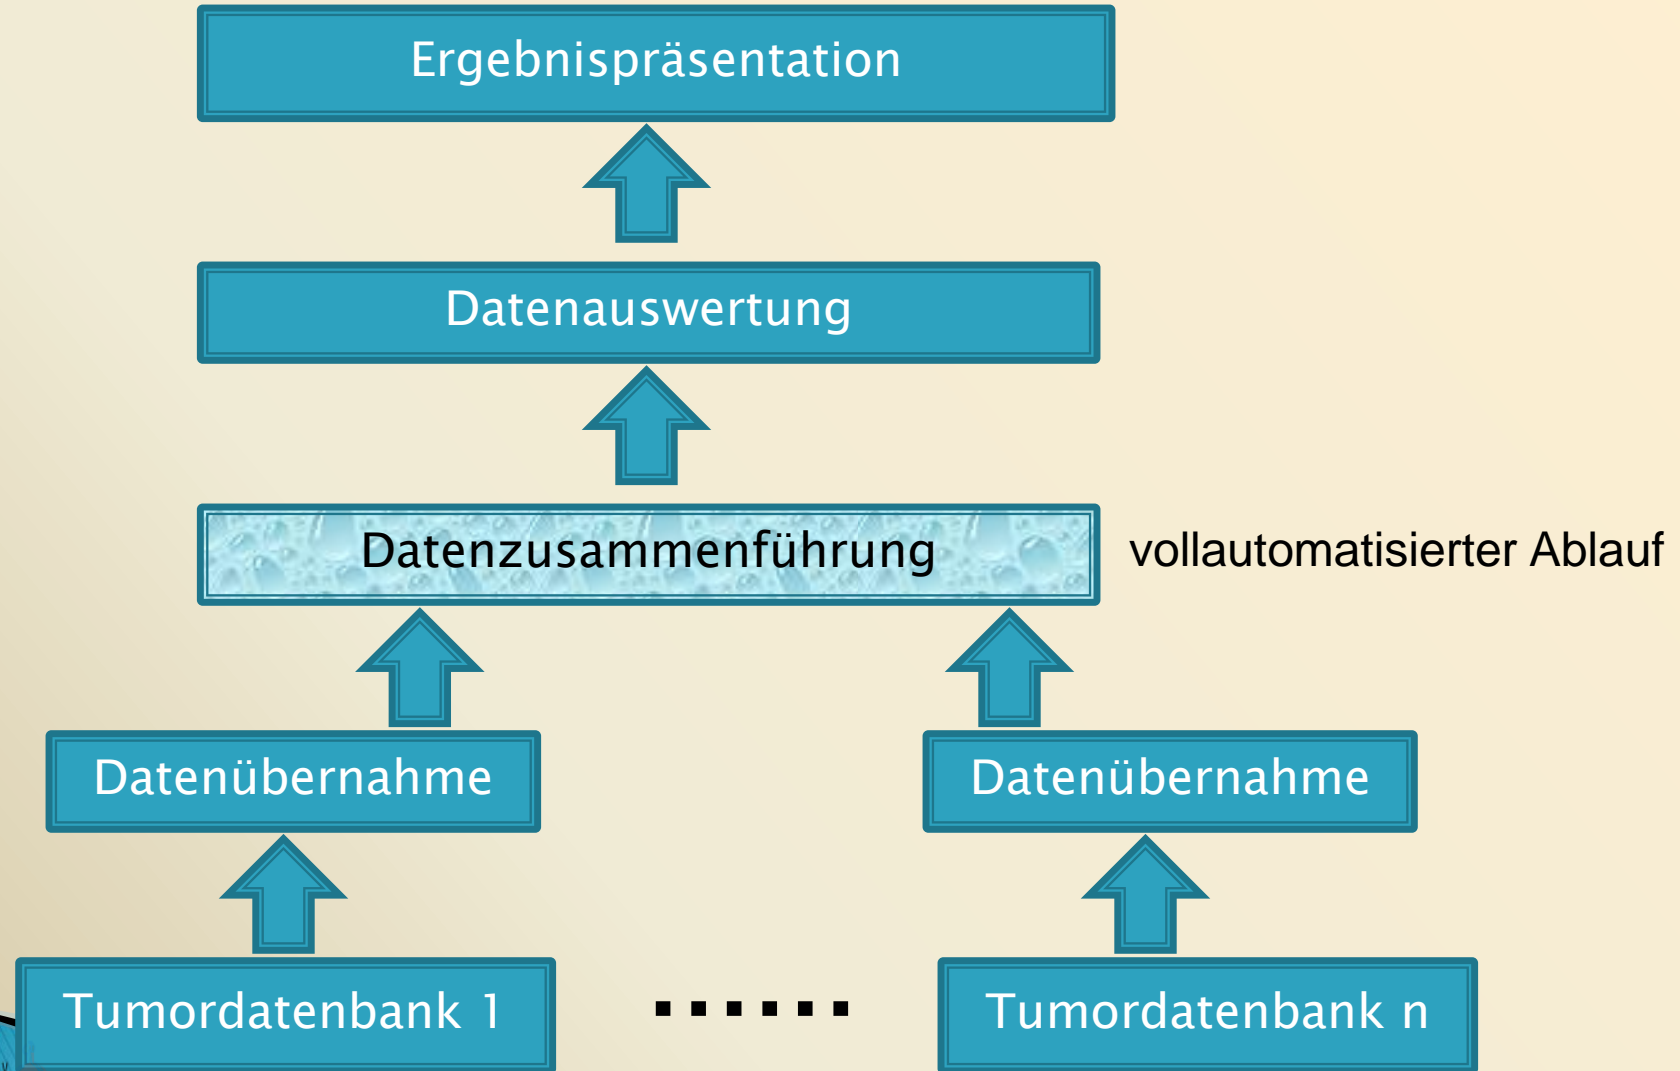 Ergebnispräsentation
Datenauswertung
Datenzusammenführung vollautomatisierter Ablauf
Datenübernahme Datenübernahme
Tumordatenbank 1 ...... Tumordatenbank n